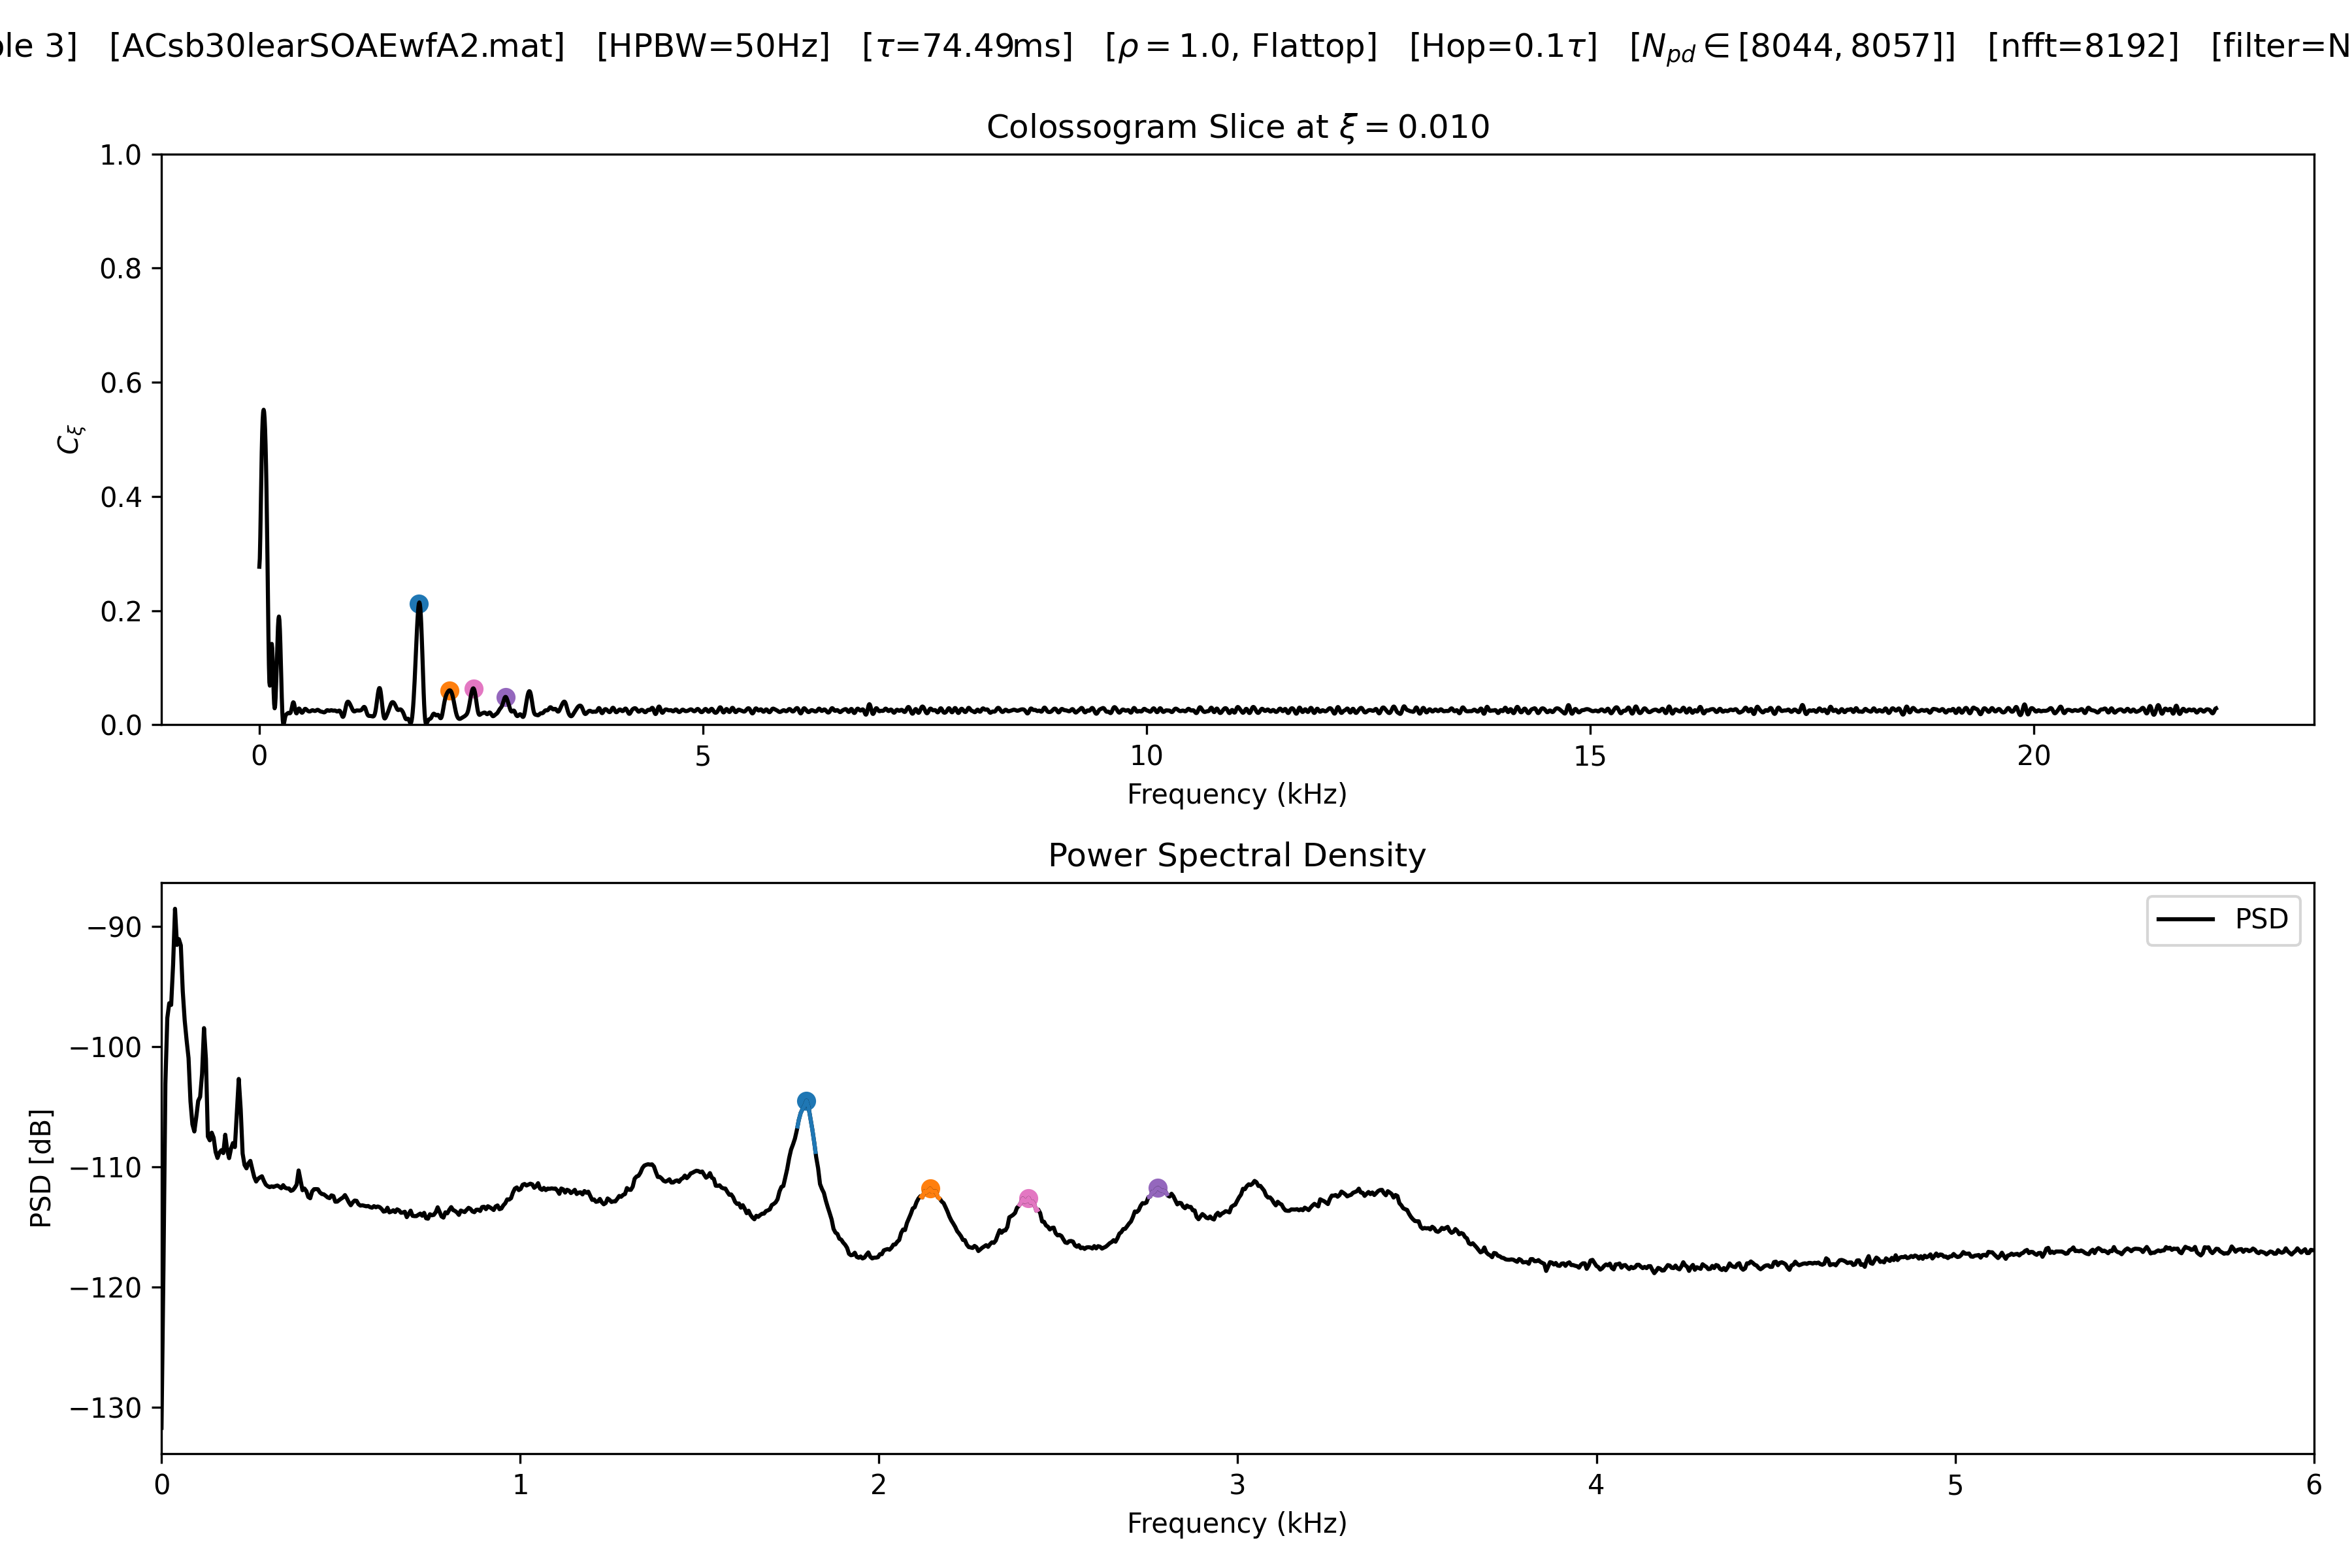 le 3] [ACsb30learSOAEwfA2.mat] [HPBW=50Hz] [τ=74.49ms] [ρ = 1.0, Flattop] [Hop=0.1τ] [N_pd ∈ [8044, 8057]] [nfft=8192] [filter=N
Colossogram Slice at ξ = 0.010
1.0
0.8
0.6
0.4
0.2
0.0
C_ξ
0 5 10 15 20
Frequency (kHz)
Power Spectral Density
PSD
−90
−100
−110
−120
−130
PSD [dB]
0 1 2 3 4 5 6
Frequency (kHz)